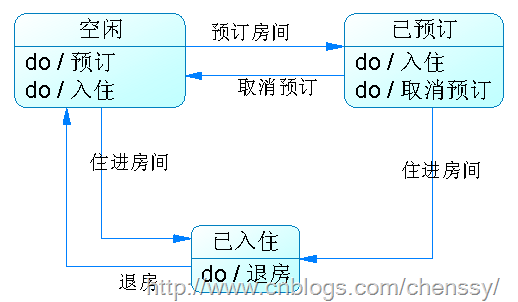 空闲
do / 预订
do / 入住
预订房间
取消预订
已预订
do / 入住
do / 取消预订
住进房间
住进房间
已入住
do / 退房
退房
http://www.cnblogs.com/chenssy/